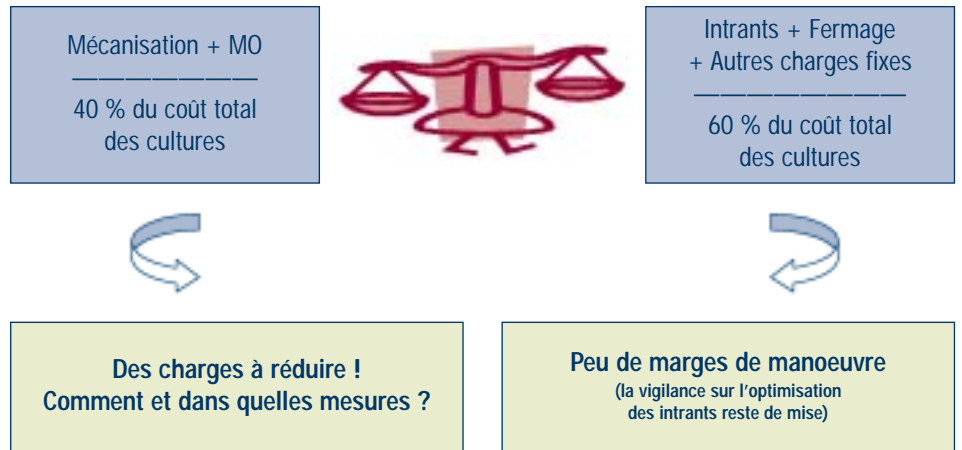 Mécanisation + MO
———————
40 % du coût total
des cultures
Intrants + Fermage
+ Autres charges fixes
————————
60 % du coût total
des cultures
Des charges à réduire !
Comment et dans quelles mesures ?
Peu de marges de manoeuvre
(la vigilance sur l'optimisation
des intrants reste de mise)